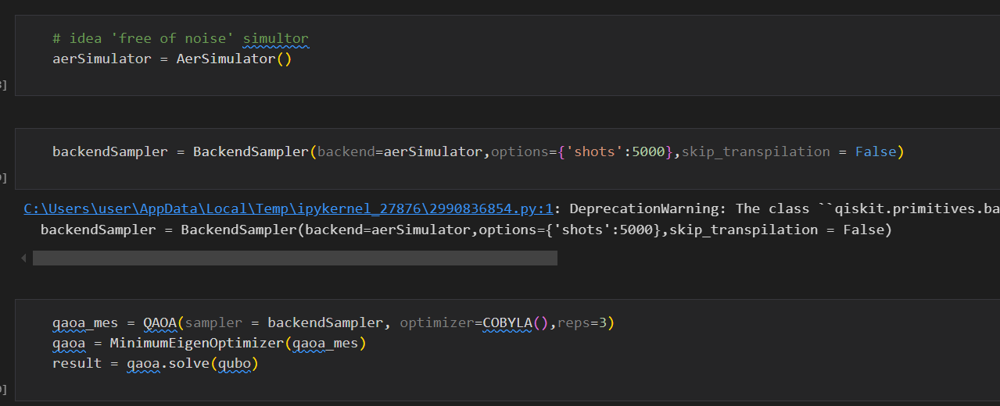 # idea 'free of noise' simultor
aerSimulator = AerSimulator()
]
backendSampler = BackendSampler(backend=aerSimulator,options={'shots':5000},skip_transpilation = False)
]
C:\Users\user\AppData\Local\Temp\ipykernel_27876\2990836854.py:1: DeprecationWarning: The class ``qiskit.primitives.ba
backendSampler = BackendSampler(backend=aerSimulator,options={'shots':5000},skip_transpilation = False)
qaoa_mes = QAOA(sampler = backendSampler, optimizer=COBYLA(),reps=3)
qaoa = MinimumEigenOptimizer(qaoa_mes)
result = qaoa.solve(qubo)
]